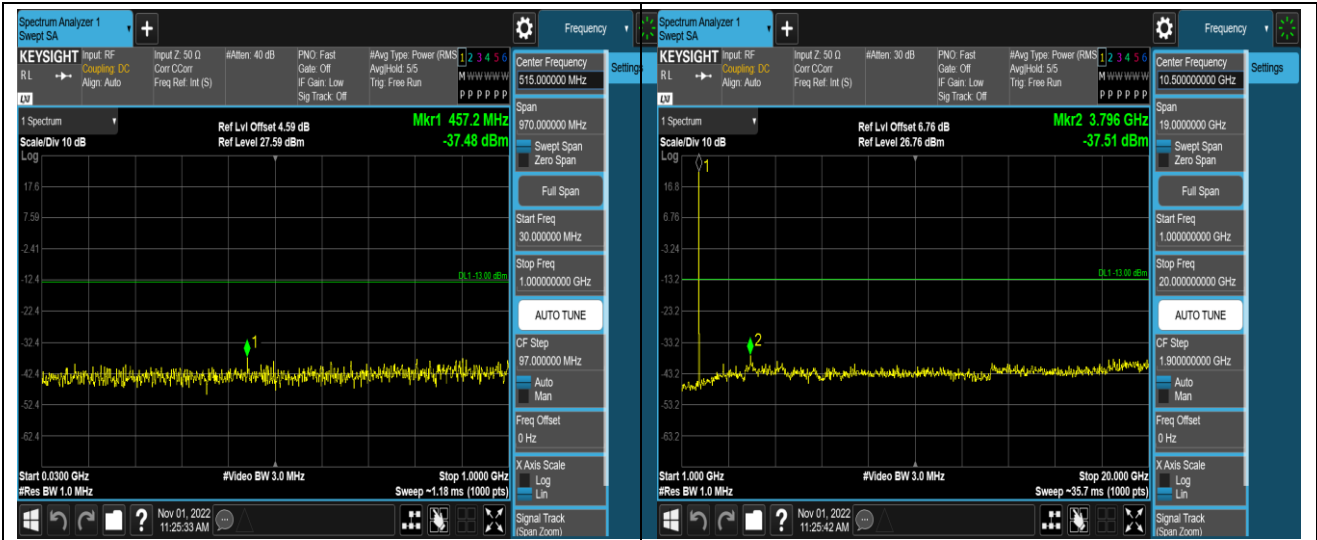 Spectrum Analyzer 1
Swept SA
+
Frequency
KEYSIGHT
Input: RF
Input Z: 50 Ω
#Atten: 40 dB
PNO: Fast
#Avg Type: Power (RMS
1 2 3 4 5 6
RL
Coupling: DC
Corr CCorr
Gate: Off
Avg|Hold: 5/5
M W W W W W
Align: Auto
Freq Ref: Int (S)
IF Gain: Low
Trig: Free Run
Sig Track: Off
P P P P P P
LXI
Center Frequency
515.000000 MHz
Settings
1 Spectrum
Ref Lvl Offset 4.59 dB
Mkr1 457.2 MHz
Scale/Div 10 dB
Ref Level 27.59 dBm
-37.48 dBm
Log
17.6
7.59
-2.41
-12.4
-22.4
-32.4
-42.4
-52.4
-62.4
DL1 -13.00 dBm
1
Start 0.0300 GHz
#Video BW 3.0 MHz
Stop 1.0000 GHz
#Res BW 1.0 MHz
Sweep ~1.18 ms (1000 pts)
Span
970.000000 MHz
Swept Span
Zero Span
Full Span
Start Freq
30.000000 MHz
Stop Freq
1.000000000 GHz
AUTO TUNE
CF Step
97.000000 MHz
Auto
Man
Freq Offset
0 Hz
X Axis Scale
Log
Lin
Signal Track
(Span Zoom)
?
Nov 01, 2022
11:25:33 AM
Spectrum Analyzer 1
Swept SA
+
Frequency
KEYSIGHT
Input: RF
Input Z: 50 Ω
#Atten: 30 dB
PNO: Fast
#Avg Type: Power (RMS
1 2 3 4 5 6
RL
Coupling: DC
Corr CCorr
Gate: Off
Avg|Hold: 5/5
M W W W W W
Align: Auto
Freq Ref: Int (S)
IF Gain: Low
Trig: Free Run
Sig Track: Off
P P P P P P
LXI
Center Frequency
10.500000000 GHz
Settings
1 Spectrum
Ref Lvl Offset 6.76 dB
Mkr2 3.796 GHz
Scale/Div 10 dB
Ref Level 26.76 dBm
-37.51 dBm
Log
16.8
6.76
-3.24
-13.2
-23.2
-33.2
-43.2
-53.2
-63.2
DL1 -13.00 dBm
1
2
Start 1.000 GHz
#Video BW 3.0 MHz
Stop 20.000 GHz
#Res BW 1.0 MHz
Sweep ~35.7 ms (1000 pts)
Span
19.0000000 GHz
Swept Span
Zero Span
Full Span
Start Freq
1.000000000 GHz
Stop Freq
20.000000000 GHz
AUTO TUNE
CF Step
1.900000000 GHz
Auto
Man
Freq Offset
0 Hz
X Axis Scale
Log
Lin
Signal Track
(Span Zoom)
?
Nov 01, 2022
11:25:42 AM